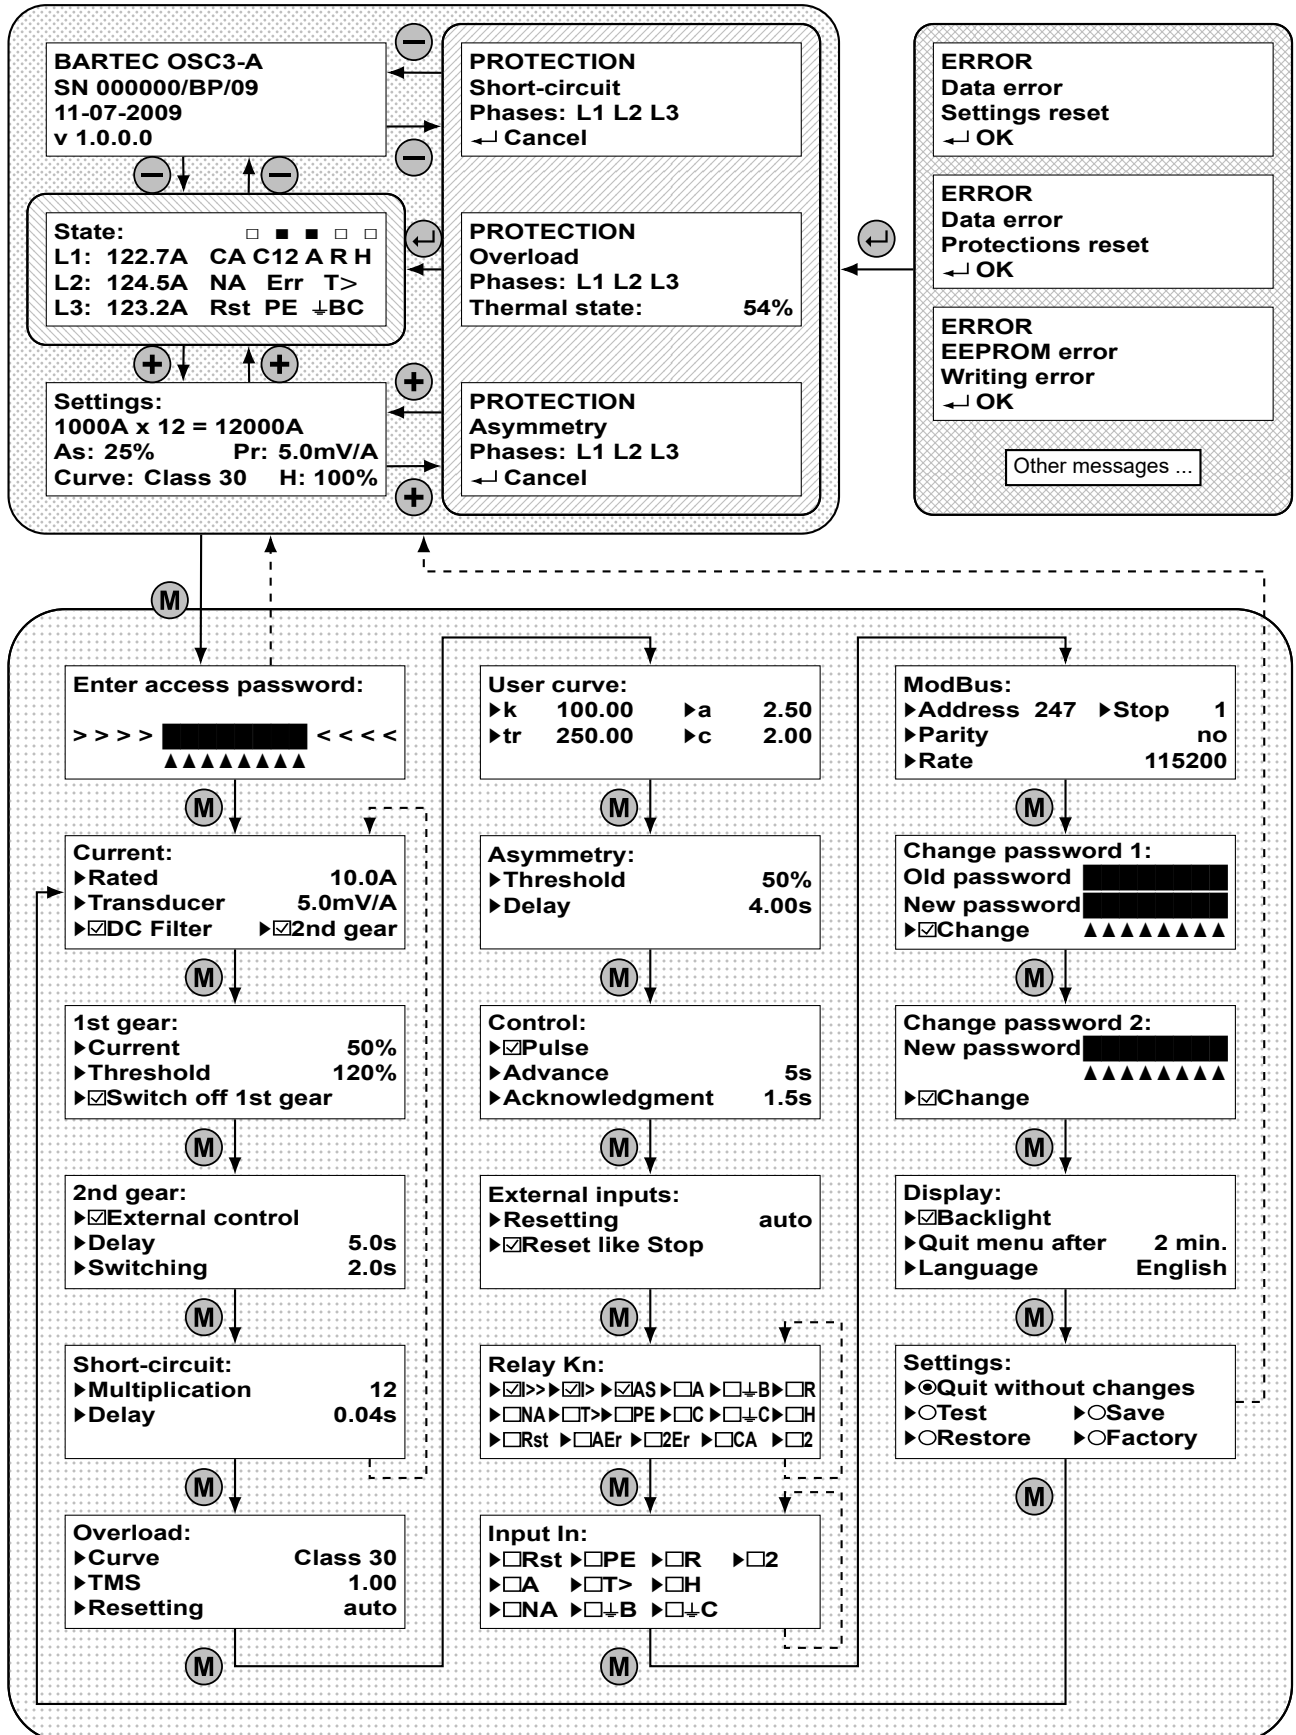 BARTEC OSC3-A
SN 000000/BP/09
11-07-2009
v 1.0.0.0
−
−
−
−
State: □ ■ ■ □ □
L1: 122.7A CA C12 A R H
L2: 124.5A NA Err T>
L3: 123.2A Rst PE ⏚BC
+
+
+
+
Settings:
1000A x 12 = 12000A
As: 25% Pr: 5.0mV/A
Curve: Class 30 H: 100%
PROTECTION
Short-circuit
Phases: L1 L2 L3
↵ Cancel
↵
PROTECTION
Overload
Phases: L1 L2 L3
Thermal state: 54%
PROTECTION
Asymmetry
Phases: L1 L2 L3
↵ Cancel
↵
ERROR
Data error
Settings reset
↵ OK
ERROR
Data error
Protections reset
↵ OK
ERROR
EEPROM error
Writing error
↵ OK
Other messages ...
M
Enter access password:
>>>> ████████ <<<<
▲▲▲▲▲▲▲▲
M
Current:
▶Rated 10.0A
▶Transducer 5.0mV/A
▶☑DC Filter ▶☑2nd gear
M
1st gear:
▶Current 50%
▶Threshold 120%
▶☑Switch off 1st gear
M
2nd gear:
▶☑External control
▶Delay 5.0s
▶Switching 2.0s
M
Short-circuit:
▶Multiplication 12
▶Delay 0.04s
M
Overload:
▶Curve Class 30
▶TMS 1.00
▶Resetting auto
M
User curve:
▶k 100.00 ▶a 2.50
▶tr 250.00 ▶c 2.00
M
Asymmetry:
▶Threshold 50%
▶Delay 4.00s
M
Control:
▶☑Pulse
▶Advance 5s
▶Acknowledgment 1.5s
M
External inputs:
▶Resetting auto
▶☑Reset like Stop
M
Relay Kn:
▶☑I>>▶☑I> ▶☑AS▶□A ▶□⏚B▶□R
▶□NA▶□T>▶□PE ▶□C ▶□⏚C▶□H
▶□Rst ▶□AEr ▶□2Er ▶□CA ▶□2
M
Input In:
▶□Rst ▶□PE ▶□R ▶□2
▶□A ▶□T> ▶□H
▶□NA ▶□⏚B ▶□⏚C
M
ModBus:
▶Address 247 ▶Stop 1
▶Parity no
▶Rate 115200
M
Change password 1:
Old password ████████
New password ████████
▶☑Change ▲▲▲▲▲▲▲▲
M
Change password 2:
New password ████████
▲▲▲▲▲▲▲▲
▶☑Change
M
Display:
▶☑Backlight
▶Quit menu after 2 min.
▶Language English
M
Settings:
▶◉Quit without changes
▶○Test ▶○Save
▶○Restore ▶○Factory
M